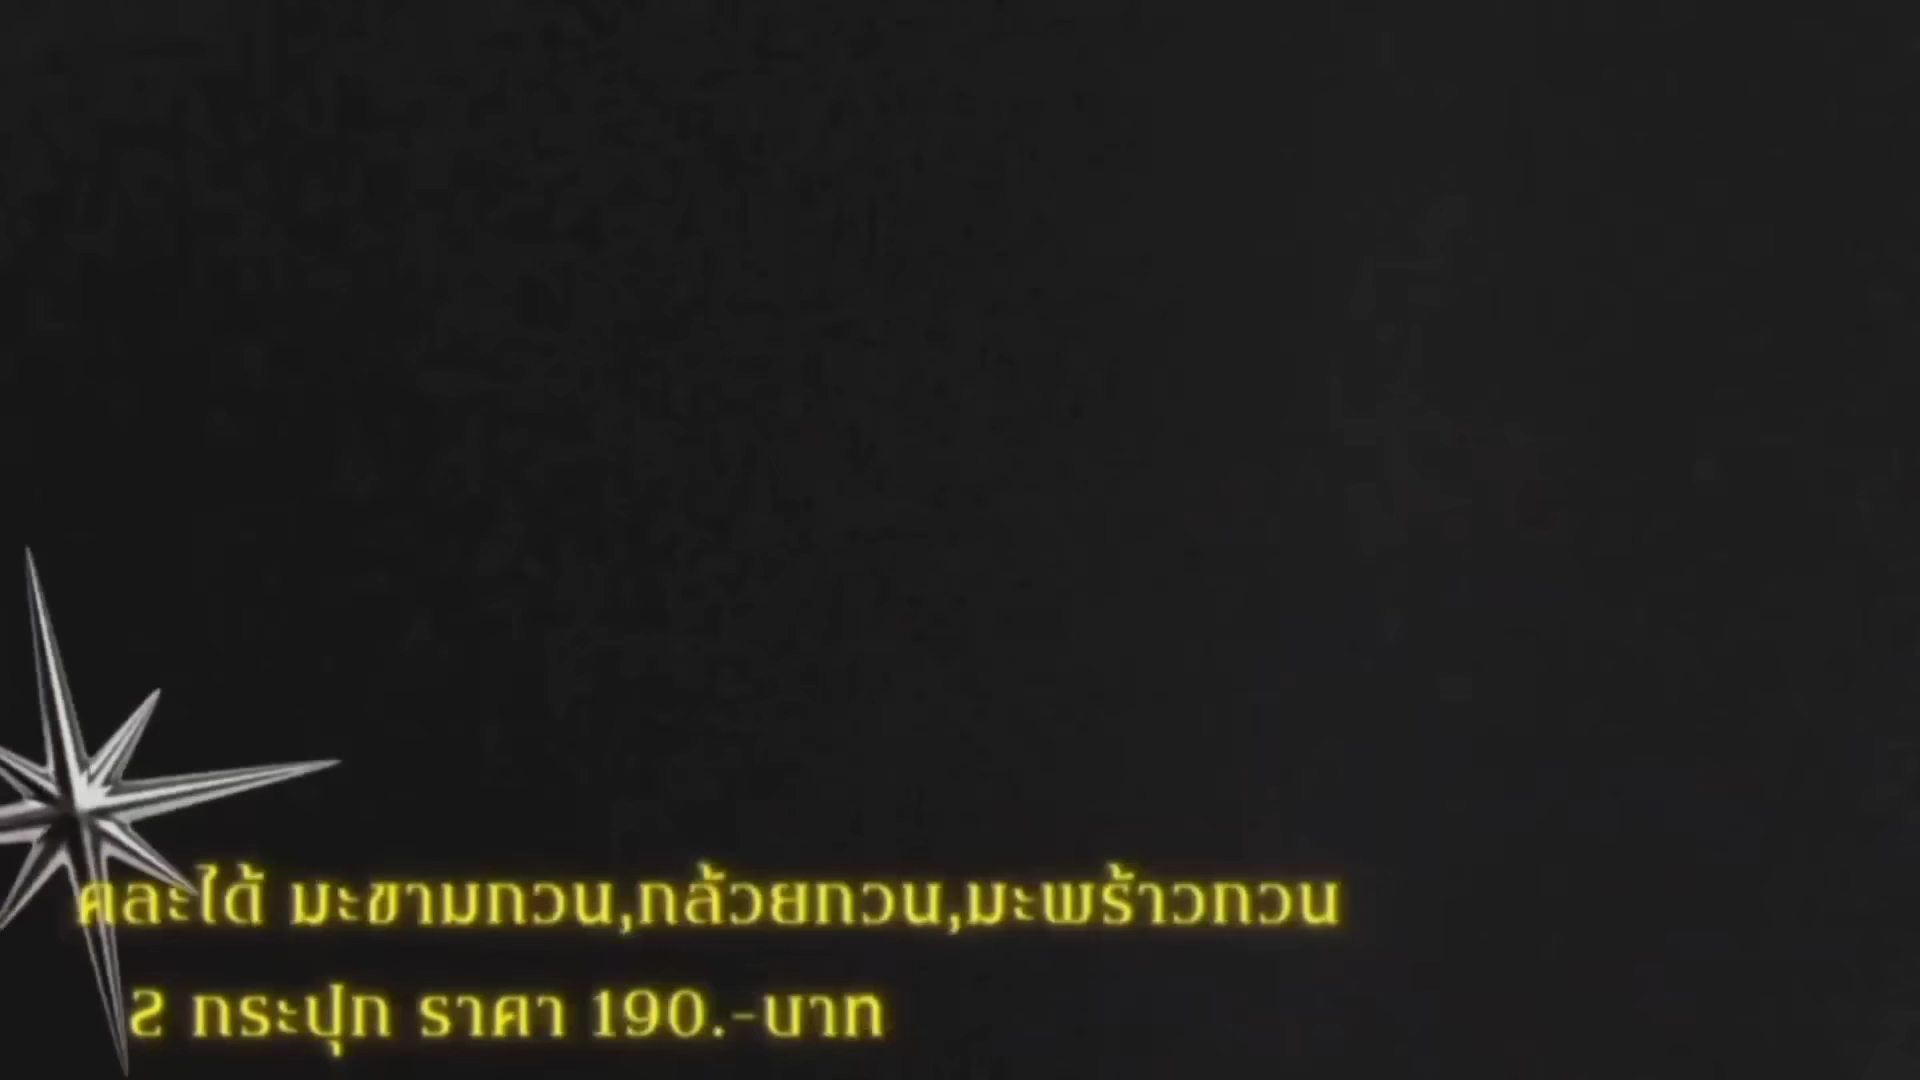 คละได้ มะขามกวน,กล้วยกวน,มะพร้าวกวน
2 กระปุก ราคา 190.-บาท